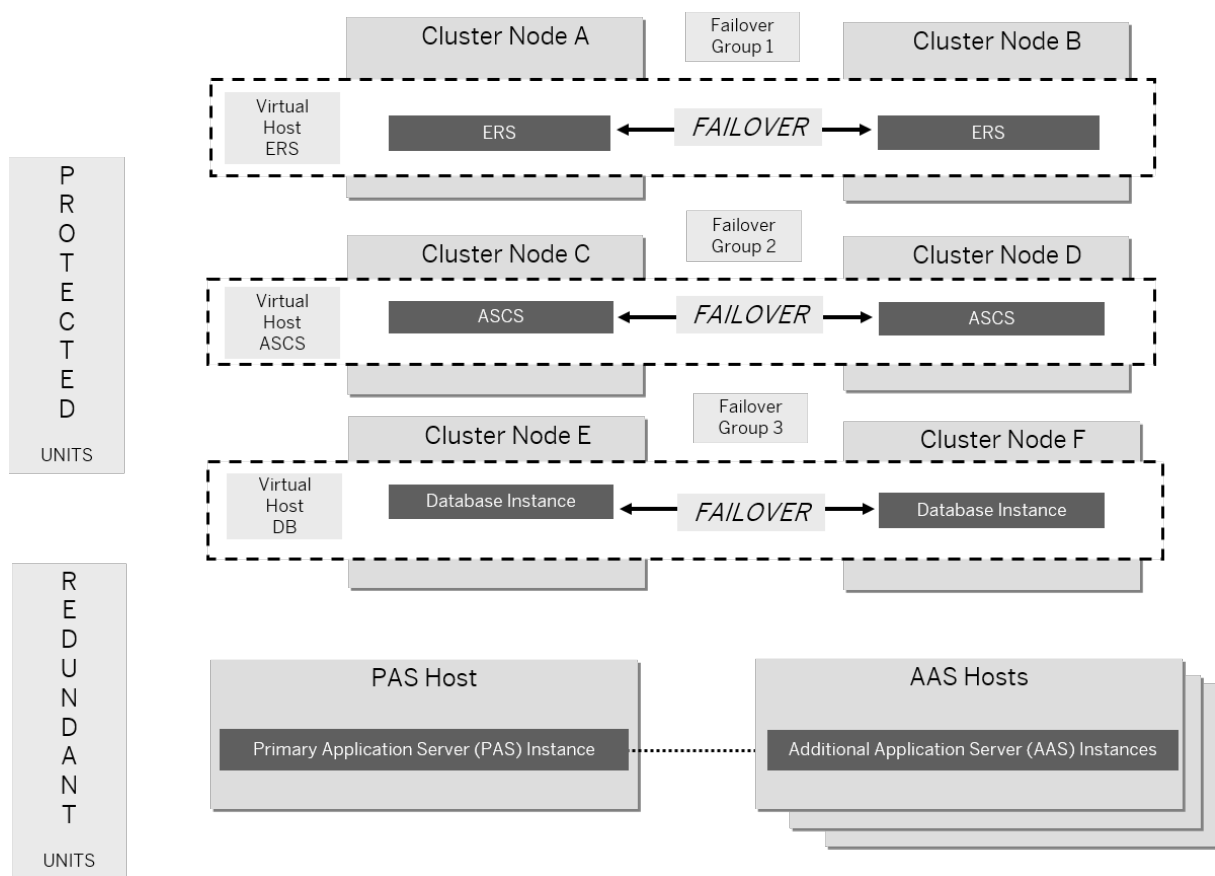 Cluster Node A
Failover
Group 1
Cluster Node B
Virtual
Host
ERS
ERS
FAILOVER
ERS
PROTECTED
UNITS
Cluster Node C
Failover
Group 2
Cluster Node D
Virtual
Host
ASCS
ASCS
FAILOVER
ASCS
Cluster Node E
Failover
Group 3
Cluster Node F
Virtual
Host
DB
Database Instance
FAILOVER
Database Instance
REDUNDANT
UNITS
PAS Host
Primary Application Server (PAS) Instance
AAS Hosts
Additional Application Server (AAS) Instances